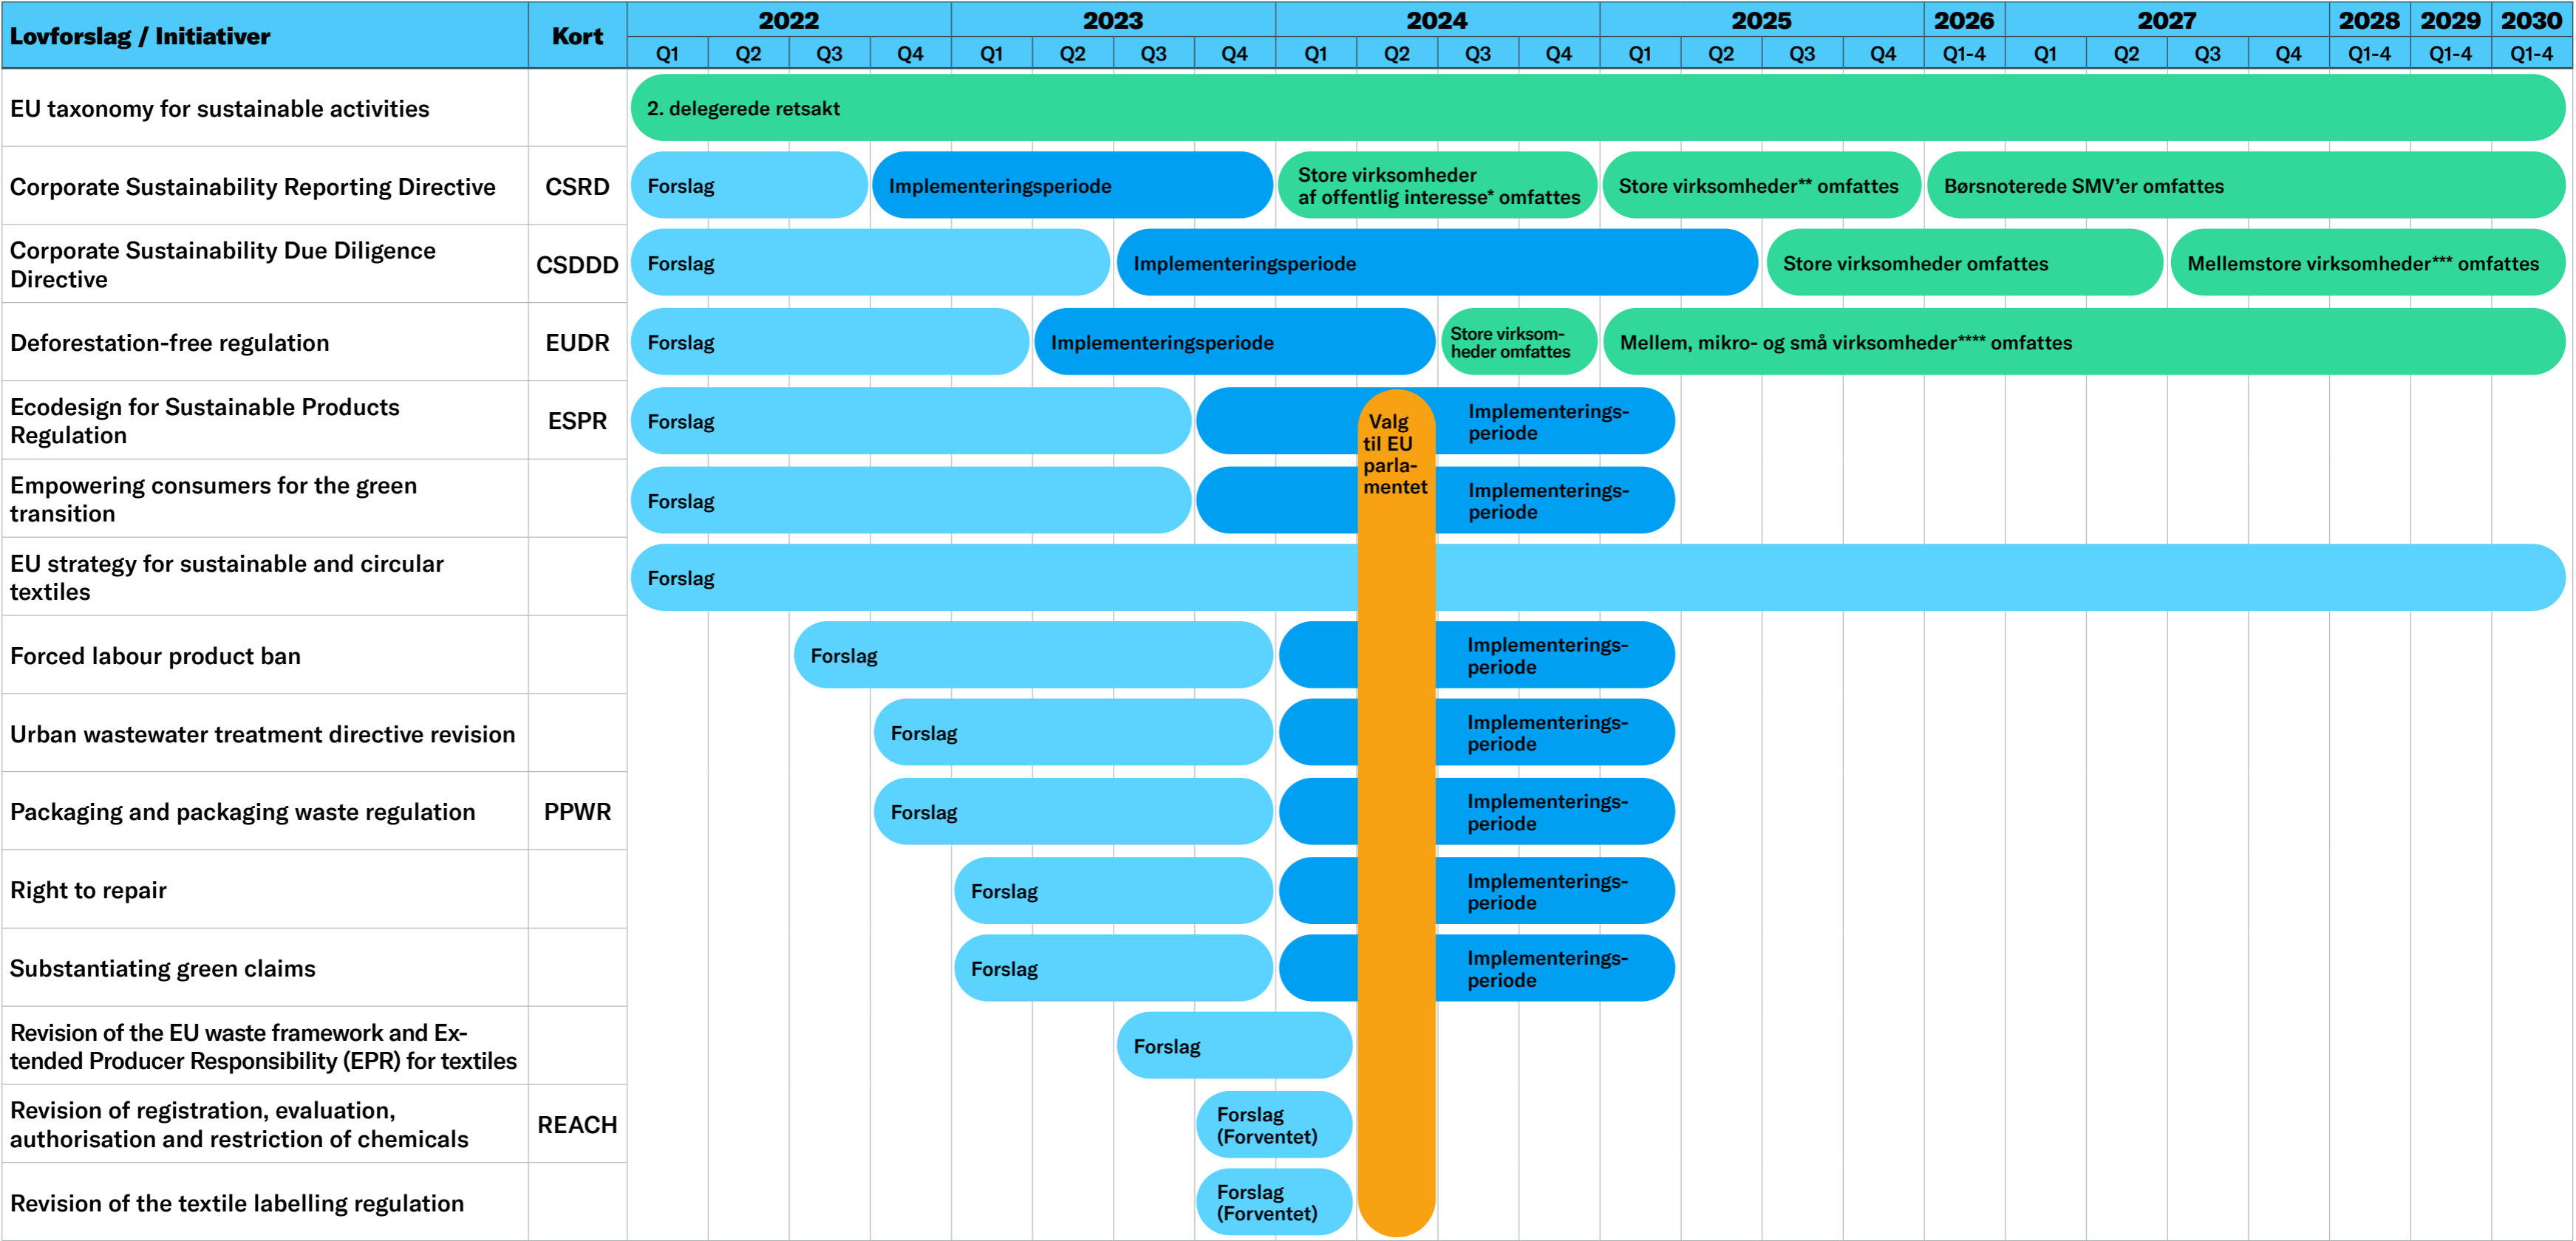 Lovforslag / Initiativer Kort 2022 2023 2024 2025 2026 2027 2028 2029 2030
Q1 Q2 Q3 Q4 Q1 Q2 Q3 Q4 Q1 Q2 Q3 Q4 Q1 Q2 Q3 Q4 Q1-4 Q1 Q2 Q3 Q4 Q1-4 Q1-4 Q1-4
EU taxonomy for sustainable activities
2. delegerede retsakt
Corporate Sustainability Reporting Directive
CSRD
Forslag
Implementeringsperiode
Store virksomheder
af offentlig interesse* omfattes
Store virksomheder** omfattes
Børsnoterede SMV’er omfattes
Corporate Sustainability Due Diligence
Directive
CSDDD
Forslag
Implementeringsperiode
Store virksomheder omfattes
Mellemstore virksomheder*** omfattes
Deforestation-free regulation
EUDR
Forslag
Implementeringsperiode
Store virksom-
heder omfattes
Mellem, mikro- og små virksomheder**** omfattes
Ecodesign for Sustainable Products
Regulation
ESPR
Forslag
Valg
til EU
parla-
mentet
Implementerings-
periode
Empowering consumers for the green
transition
Forslag
Implementerings-
periode
EU strategy for sustainable and circular
textiles
Forslag
Forced labour product ban
Forslag
Implementerings-
periode
Urban wastewater treatment directive revision
Forslag
Implementerings-
periode
Packaging and packaging waste regulation
PPWR
Forslag
Implementerings-
periode
Right to repair
Forslag
Implementerings-
periode
Substantiating green claims
Forslag
Implementerings-
periode
Revision of the EU waste framework and Ex-
tended Producer Responsibility (EPR) for textiles
Forslag
Revision of registration, evaluation,
authorisation and restriction of chemicals
REACH
Forslag
(Forventet)
Revision of the textile labelling regulation
Forslag
(Forventet)